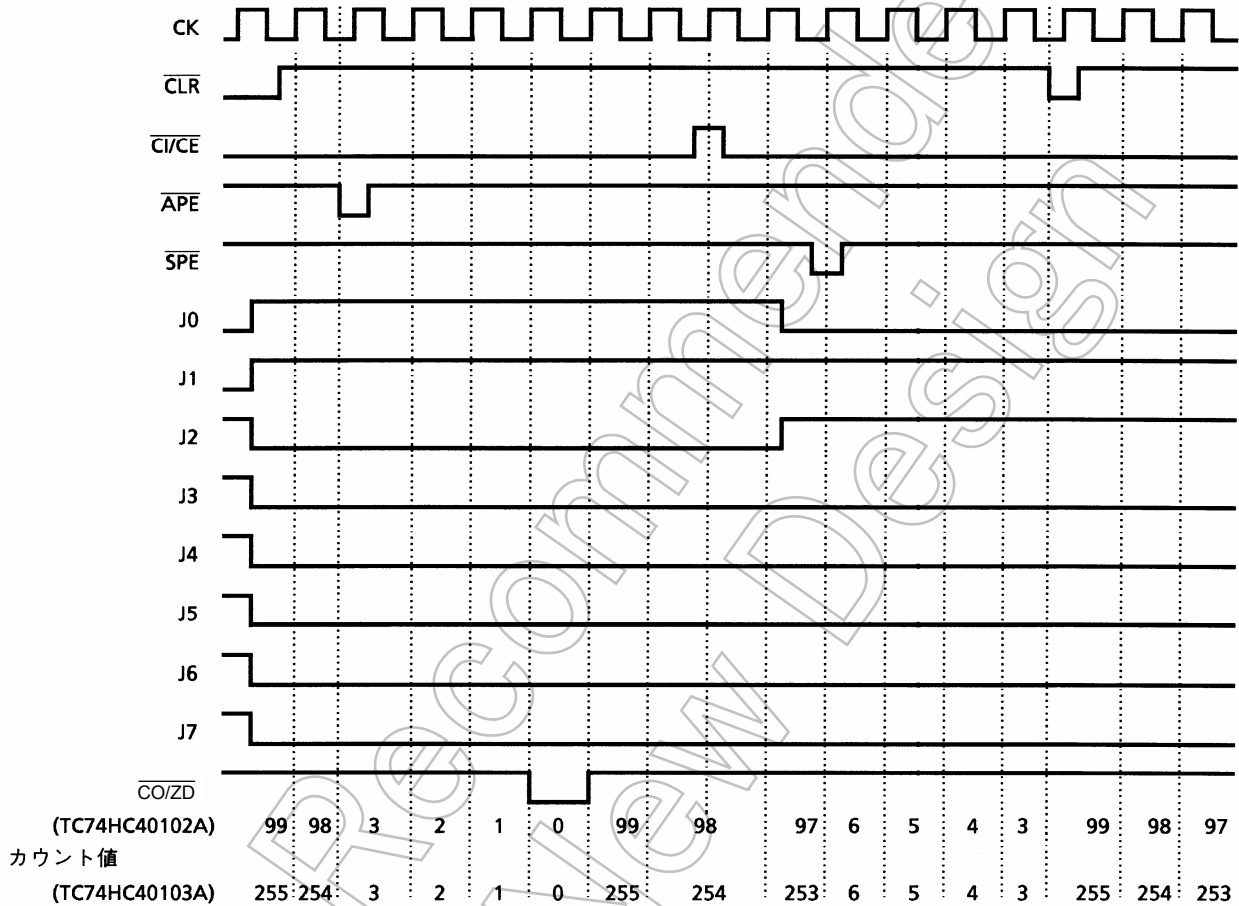 CK
CLR
CI/CE
APE
SPE
J0
J1
J2
J3
J4
J5
J6
J7
CO/ZD
(TC74HC40102A) 99 98 3 2 1 0 99 98 97 6 5 4 3 99 98 97
カウント値
(TC74HC40103A) 255 254 3 2 1 0 255 254 253 6 5 4 3 255 254 253
Recommende
New Design